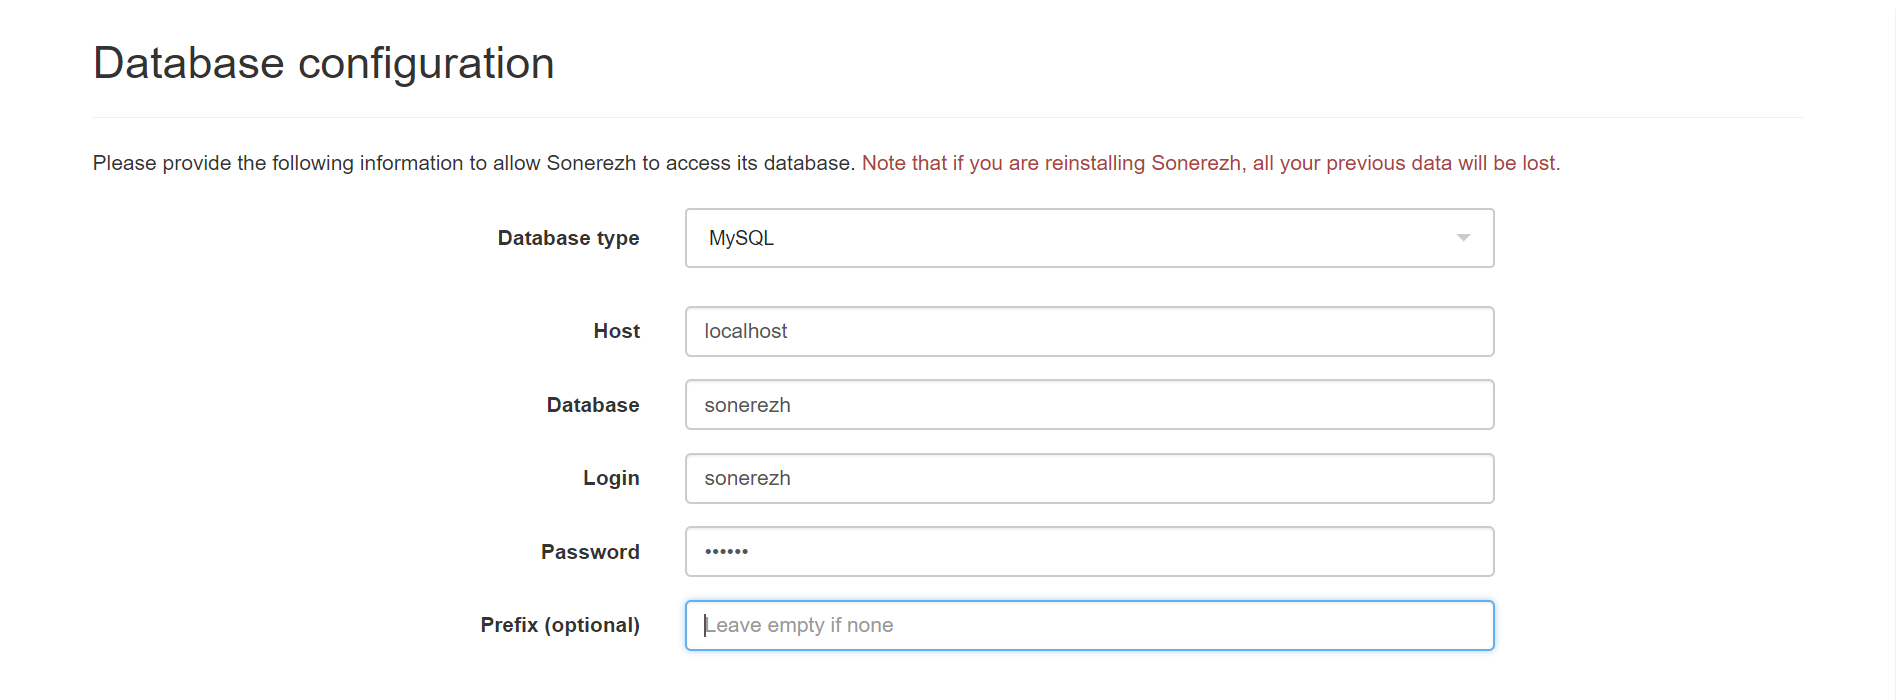 Database configuration
Please provide the following information to allow Sonerezh to access its database. Note that if you are reinstalling Sonerezh, all your previous data will be lost.
Database type MySQL
Host localhost
Database sonerezh
Login sonerezh
Password ••••••
Prefix (optional) Leave empty if none